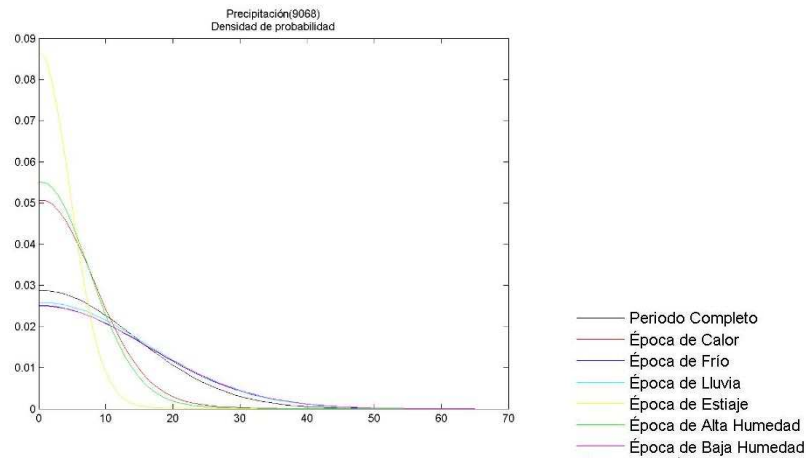 Precipitación(9068)
Densidad de probabilidad
0.09
0.08
0.07
0.06
0.05
0.04
0.03
0.02
0.01
0
0 10 20 30 40 50 60 70
Periodo Completo
Época de Calor
Época de Frío
Época de Lluvia
Época de Estiaje
Época de Alta Humedad
Época de Baja Humedad